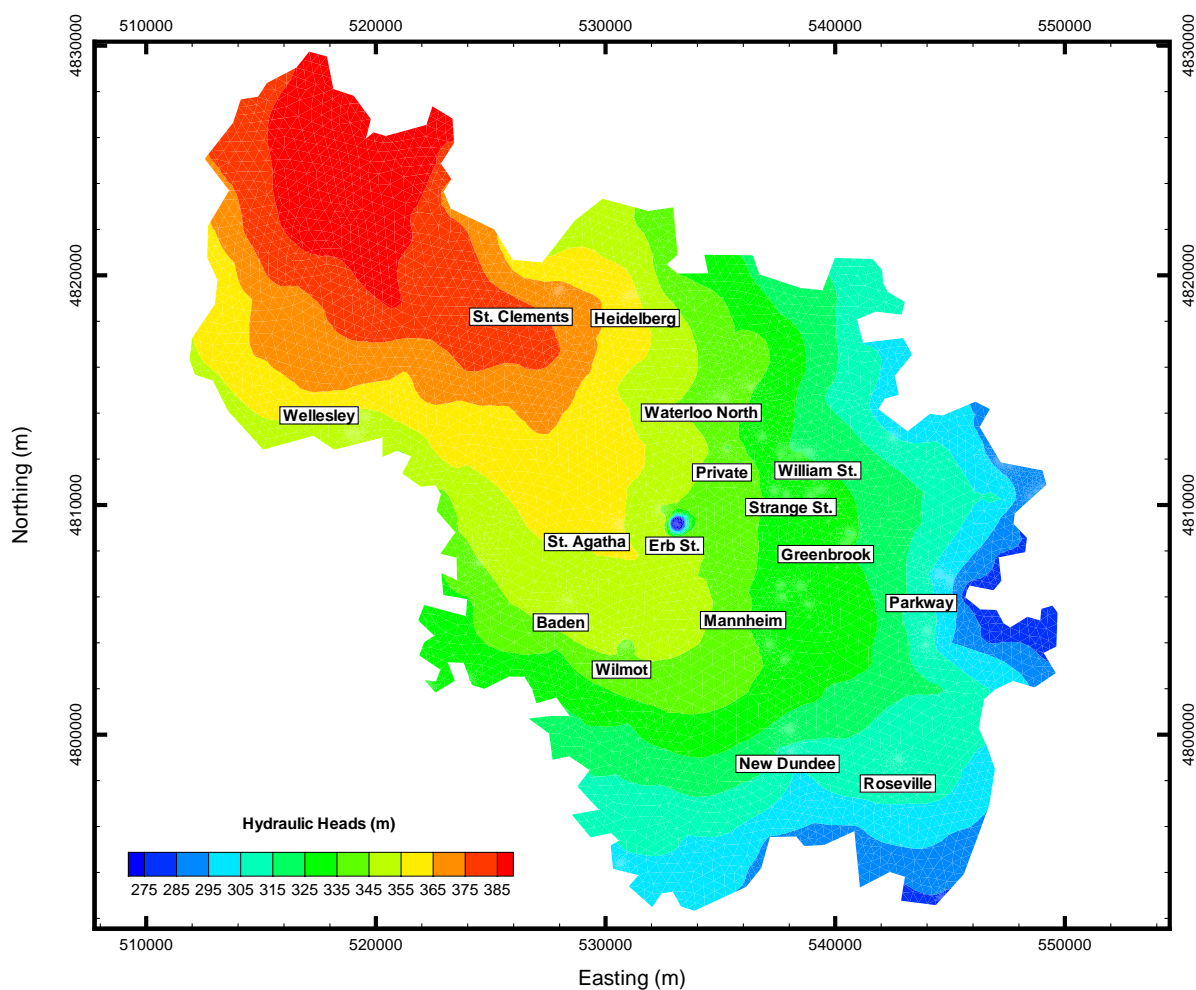 510000 520000 530000 540000 550000
4830000 4830000
4820000 4820000
St. Clements Heidelberg
Wellesley Waterloo North
Private William St.
Northing (m)
4810000 Strange St. 4810000
St. Agatha Erb St. Greenbrook
Parkway
Baden Mannheim
Wilmot
4800000 4800000
New Dundee
Roseville
Hydraulic Heads (m)
275 285 295 305 315 325 335 345 355 365 375 385
510000 520000 530000 540000 550000
Easting (m)